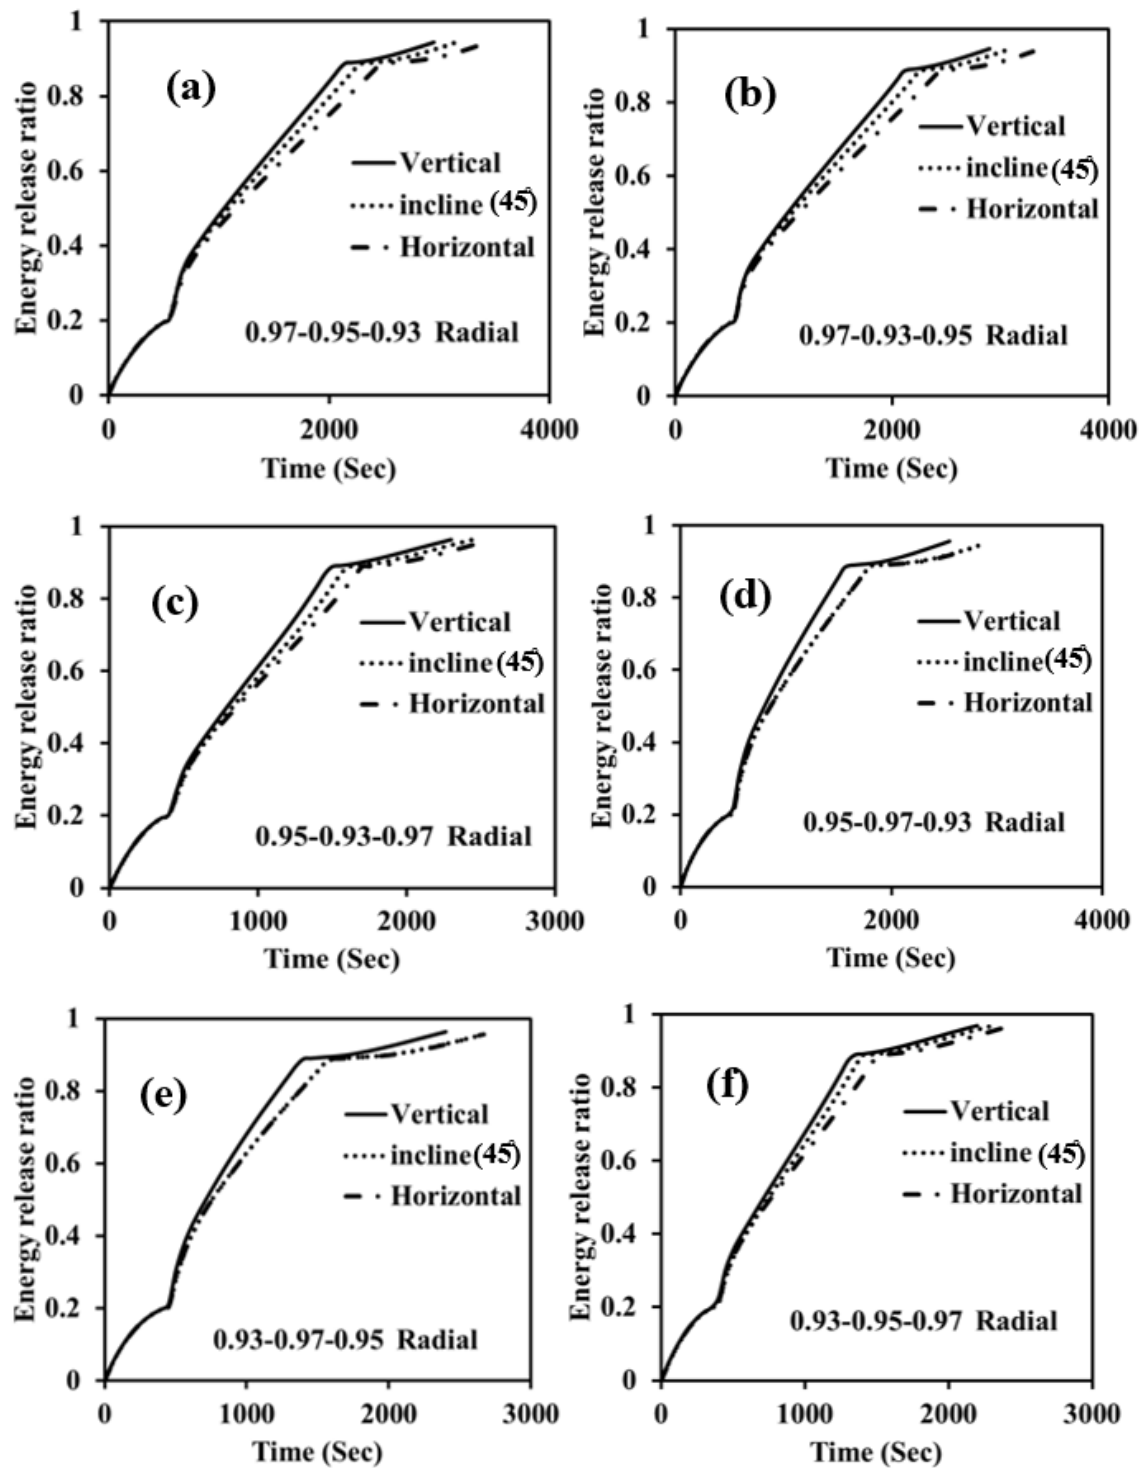 1
0.8
0.6
0.4
0.2
0
Energy release ratio
(a)
Vertical
incline (45°)
Horizontal
0.97-0.95-0.93 Radial
0 2000 4000
Time (Sec)
1
0.8
0.6
0.4
0.2
0
Energy release ratio
(b)
Vertical
incline (45°)
Horizontal
0.97-0.93-0.95 Radial
0 2000 4000
Time (Sec)
1
0.8
0.6
0.4
0.2
0
Energy release ratio
(c)
Vertical
incline (45°)
Horizontal
0.95-0.93-0.97 Radial
0 1000 2000 3000
Time (Sec)
1
0.8
0.6
0.4
0.2
0
Energy release ratio
(d)
Vertical
incline (45°)
Horizontal
0.95-0.97-0.93 Radial
0 2000 4000
Time (Sec)
1
0.8
0.6
0.4
0.2
0
Energy release ratio
(e)
Vertical
incline (45°)
Horizontal
0.93-0.97-0.95 Radial
0 1000 2000 3000
Time (Sec)
1
0.8
0.6
0.4
0.2
0
Energy release ratio
(f)
Vertical
incline (45°)
Horizontal
0.93-0.95-0.97 Radial
0 1000 2000 3000
Time (Sec)